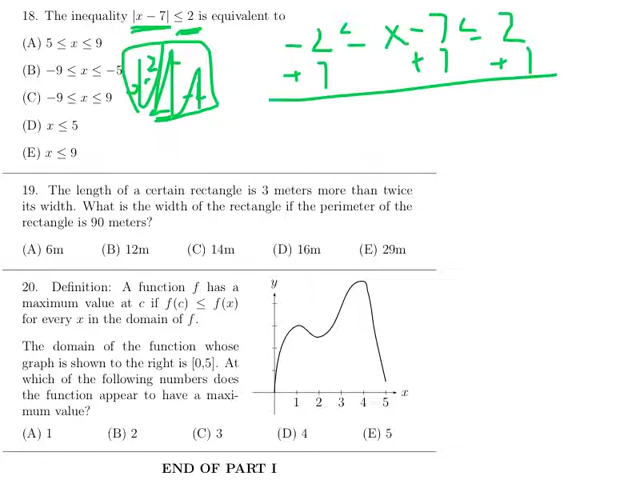 18. The inequality |x − 7| ≤ 2 is equivalent to
(A) 5 ≤ x ≤ 9
(B) −9 ≤ x ≤ −5
(C) −9 ≤ x ≤ 9
(D) x ≤ 5
(E) x ≤ 9
-2 ≤ x - 7 ≤ 2
+7 +7 +7
A
19. The length of a certain rectangle is 3 meters more than twice
its width. What is the width of the rectangle if the perimeter of the
rectangle is 90 meters?
(A) 6m (B) 12m (C) 14m (D) 16m (E) 29m
20. Definition: A function f has a
maximum value at c if f(c) ≤ f(x)
for every x in the domain of f.
The domain of the function whose
graph is shown to the right is [0,5]. At
which of the following numbers does
the function appear to have a maxi-
mum value?
y
x
1 2 3 4 5
(A) 1 (B) 2 (C) 3 (D) 4 (E) 5
END OF PART I